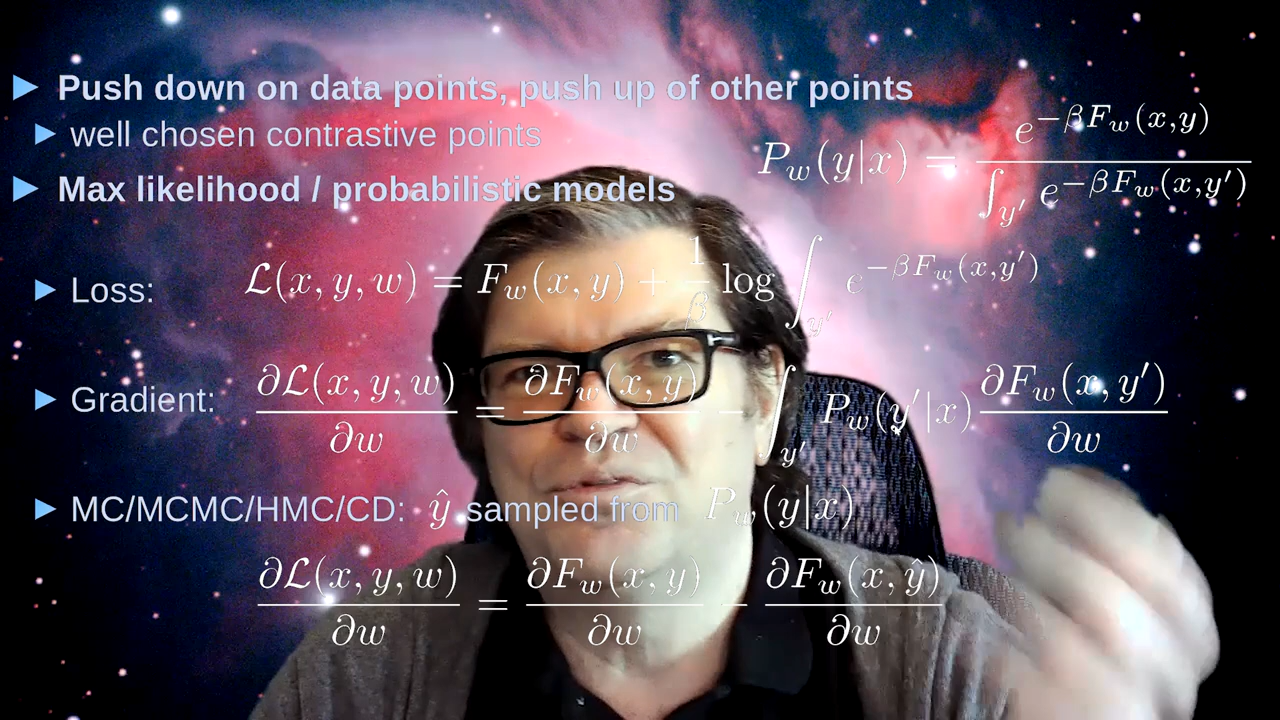 Push down on data points, push up of other points
well chosen contrastive points
Max likelihood / probabilistic models
P_w(y|x) = e^{−βF_w(x,y)} / ∫_{y′} e^{−βF_w(x,y′)}
Loss: ℒ(x, y, w) = F_w(x, y) + 1/β log ∫_{y′} e^{−βF_w(x,y′)}
Gradient: ∂ℒ(x, y, w)/∂w = ∂F_w(x, y)/∂w − ∫_{y′} P_w(y′|x) ∂F_w(x, y′)/∂w
MC/MCMC/HMC/CD: ŷ sampled from P_w(y|x)
∂ℒ(x, y, w)/∂w = ∂F_w(x, y)/∂w − ∂F_w(x, ŷ)/∂w